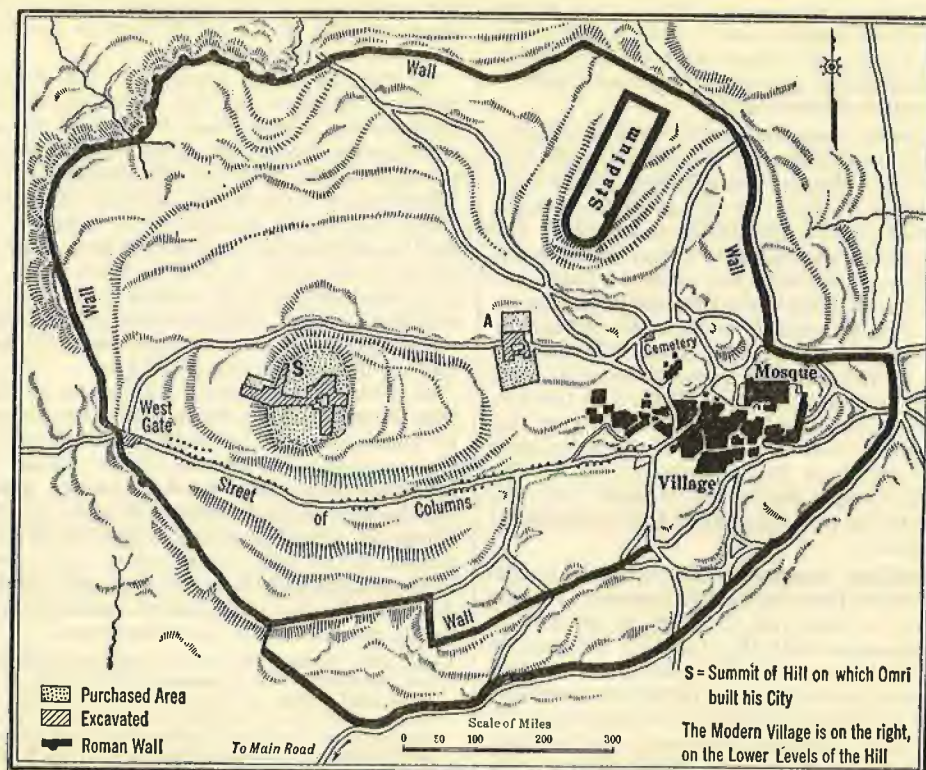 Wall
Stadium
Wall
Wall
A
Cemetery
S
Mosque
West
Gate
Street
of
Columns
Village
Wall
S = Summit of Hill on which Omri
built his City
Purchased Area
Excavated
Roman Wall
To Main Road
Scale of Miles
0 50 100 200 300
The Modern Village is on the right,
on the Lower Levels of the Hill